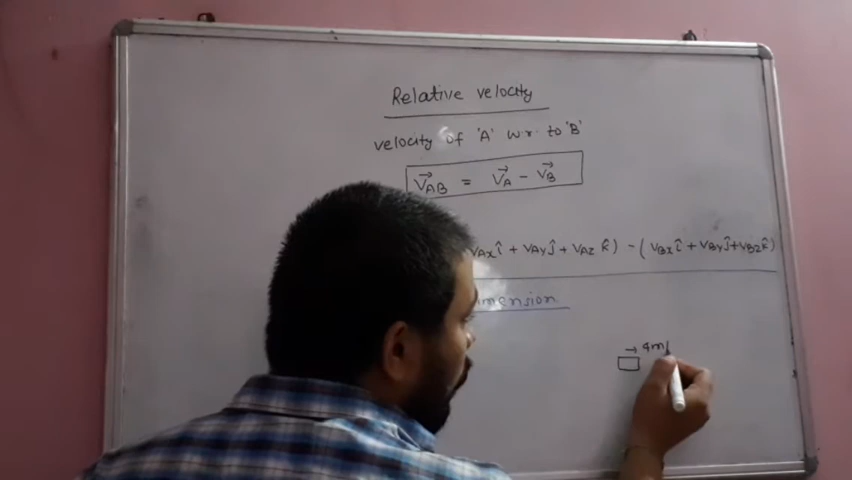 Relative velocity
velocity of 'A' w.r. to 'B'
V⃗AB = V⃗A - V⃗B
VAx î + VAy ĵ + VAz k̂) - (VBx î + VBy ĵ + VBz k̂)
mension
→ 4m/